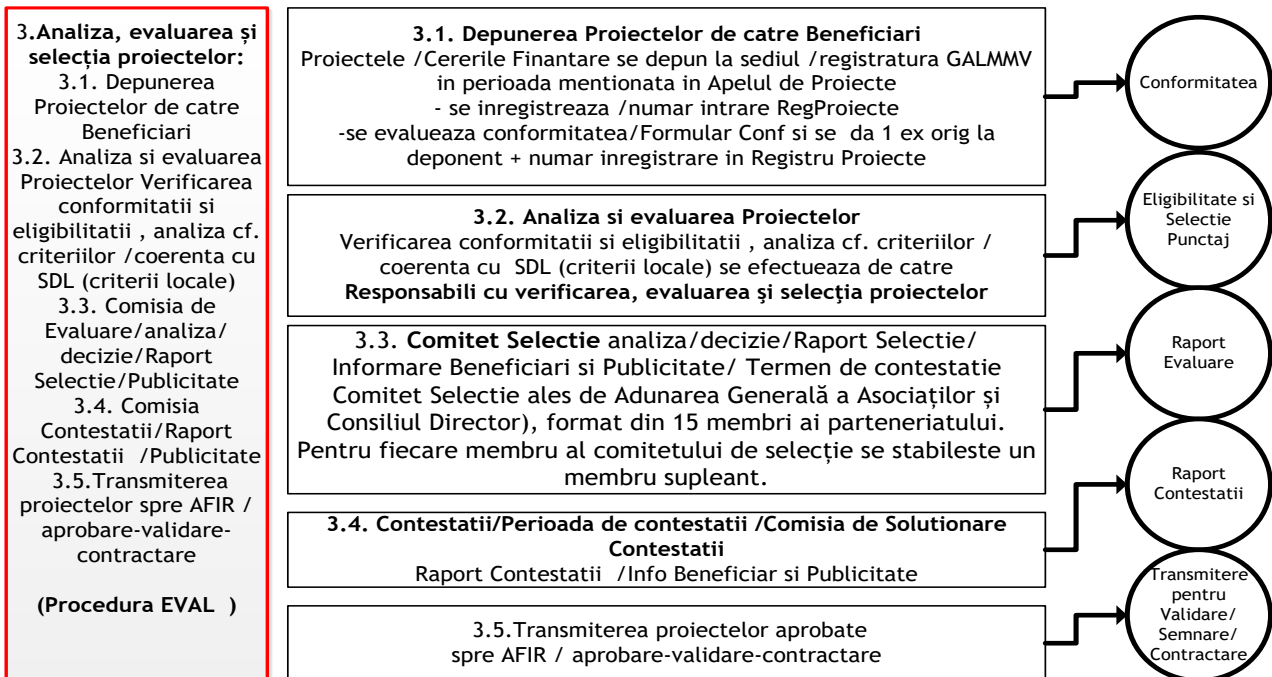 3.Analiza, evaluarea și
selecția proiectelor:
3.1. Depunerea
Proiectelor de catre
Beneficiari
3.2. Analiza si evaluarea
Proiectelor Verificarea
conformitatii si
eligibilitatii , analiza cf.
criteriilor /coerenta cu
SDL (criterii locale)
3.3. Comisia de
Evaluare/analiza/
decizie/Raport
Selectie/Publicitate
3.4. Comisia
Contestatii/Raport
Contestatii /Publicitate
3.5.Transmiterea
proiectelor spre AFIR /
aprobare-validare-
contractare
(Procedura EVAL )
3.1. Depunerea Proiectelor de catre Beneficiari
Proiectele /Cererile Finantare se depun la sediul /registratura GALMMV
in perioada mentionata in Apelul de Proiecte
- se inregistreaza /numar intrare RegProiecte
-se evalueaza conformitatea/Formular Conf si se da 1 ex orig la
deponent + numar inregistrare in Registru Proiecte
Conformitatea
3.2. Analiza si evaluarea Proiectelor
Verificarea conformitatii si eligibilitatii , analiza cf. criteriilor /
coerenta cu SDL (criterii locale) se efectueaza de catre
Responsabili cu verificarea, evaluarea şi selecţia proiectelor
Eligibilitate si
Selectie
Punctaj
3.3. Comitet Selectie analiza/decizie/Raport Selectie/
Informare Beneficiari si Publicitate/ Termen de contestatie
Comitet Selectie ales de Adunarea Generală a Asociaților și
Consiliul Director), format din 15 membri ai parteneriatului.
Pentru fiecare membru al comitetului de selecție se stabileste un
membru supleant.
Raport
Evaluare
3.4. Contestatii/Perioada de contestatii /Comisia de Solutionare
Contestatii
Raport Contestatii /Info Beneficiar si Publicitate
Raport
Contestatii
3.5.Transmiterea proiectelor aprobate
spre AFIR / aprobare-validare-contractare
Transmitere
pentru
Validare/
Semnare/
Contractare